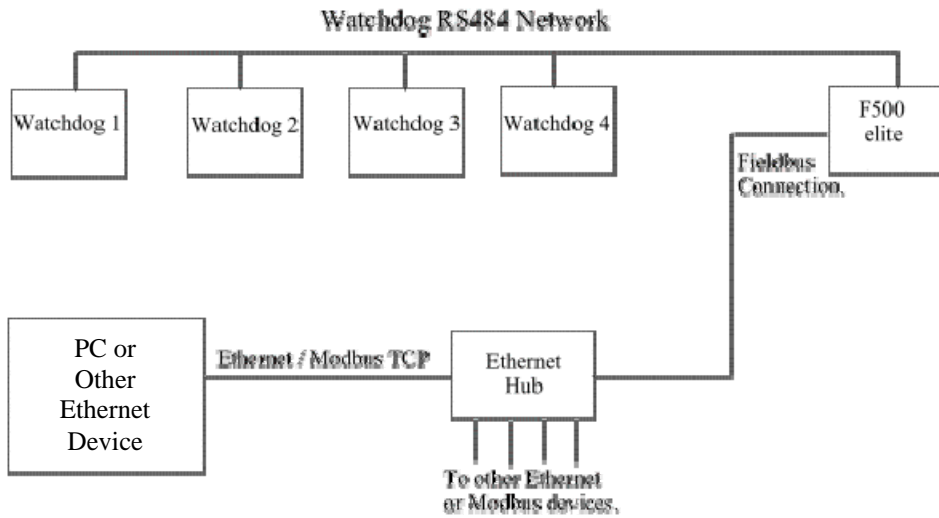 Watchdog RS484 Network
Watchdog 1
Watchdog 2
Watchdog 3
Watchdog 4
F500
elite
Fieldbus
Connection.
PC or
Other
Ethernet
Device
Ethernet / Modbus TCP
Ethernet
Hub
To other Ethernet
or Modbus devices.